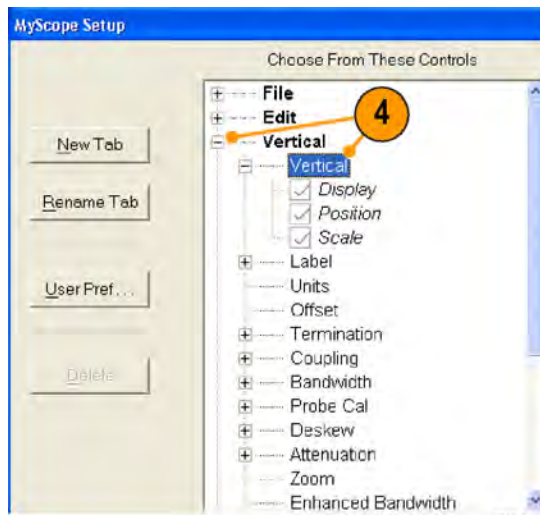 MyScope Setup
Choose From These Controls
File
Edit
4
Vertical
Vertical
Display
Position
Scale
Label
Units
Offset
Termination
Coupling
Bandwidth
Probe Cal
Deskew
Attenuation
Zoom
Enhanced Bandwidth
New Tab
Rename Tab
User Pref...
Delete